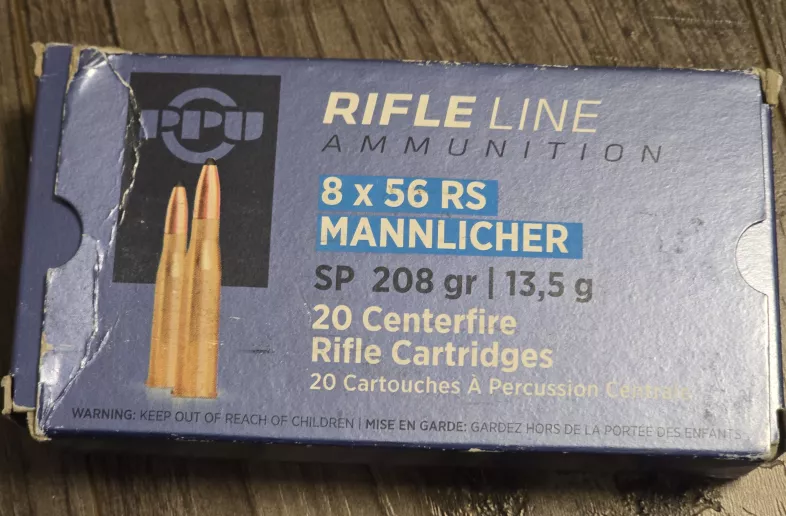 PPU
RIFLE LINE
AMMUNITION
8 x 56 RS
MANNLICHER
SP 208 gr | 13,5 g
20 Centerfire
Rifle Cartridges
20 Cartouches À Percussion Centrale
WARNING: KEEP OUT OF REACH OF CHILDREN | MISE EN GARDE: GARDEZ HORS DE LA PORTÉE DES ENFANTS